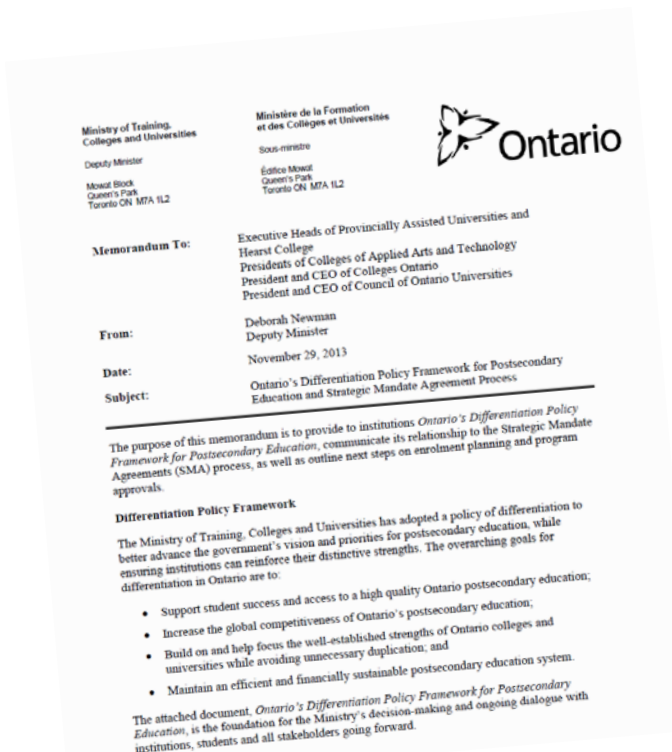 Ministry of Training,
Colleges and Universities
Deputy Minister
Mowat Block
Queen's Park
Toronto ON M7A 1L2
Ministère de la Formation
et des Collèges et Universités
Sous-ministre
Édifice Mowat
Queen's Park
Toronto ON M7A 1L2
Ontario
Memorandum To:
Executive Heads of Provincially Assisted Universities and
Hearst College
Presidents of Colleges of Applied Arts and Technology
President and CEO of Colleges Ontario
President and CEO of Council of Ontario Universities
From:
Deborah Newman
Deputy Minister
Date:
November 29, 2013
Subject:
Ontario's Differentiation Policy Framework for Postsecondary
Education and Strategic Mandate Agreement Process
The purpose of this memorandum is to provide to institutions Ontario's Differentiation Policy
Framework for Postsecondary Education, communicate its relationship to the Strategic Mandate
Agreements (SMA) process, as well as outline next steps on enrolment planning and program
approvals.
Differentiation Policy Framework
The Ministry of Training, Colleges and Universities has adopted a policy of differentiation to
better advance the government's vision and priorities for postsecondary education, while
ensuring institutions can reinforce their distinctive strengths. The overarching goals for
differentiation in Ontario are to:
• Support student success and access to a high quality Ontario postsecondary education;
• Increase the global competitiveness of Ontario's postsecondary education;
• Build on and help focus the well-established strengths of Ontario colleges and
universities while avoiding unnecessary duplication; and
• Maintain an efficient and financially sustainable postsecondary education system.
The attached document, Ontario's Differentiation Policy Framework for Postsecondary
Education, is the foundation for the Ministry's decision-making and ongoing dialogue with
institutions, students and all stakeholders going forward.